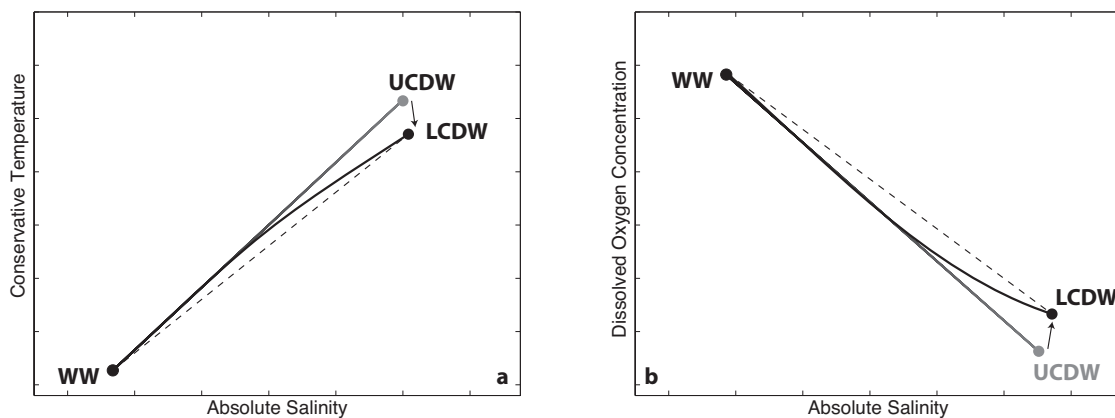 Conservative Temperature
UCDW
LCDW
WW
a
Absolute Salinity
Dissolved Oxygen Concentration
WW
LCDW
UCDW
b
Absolute Salinity